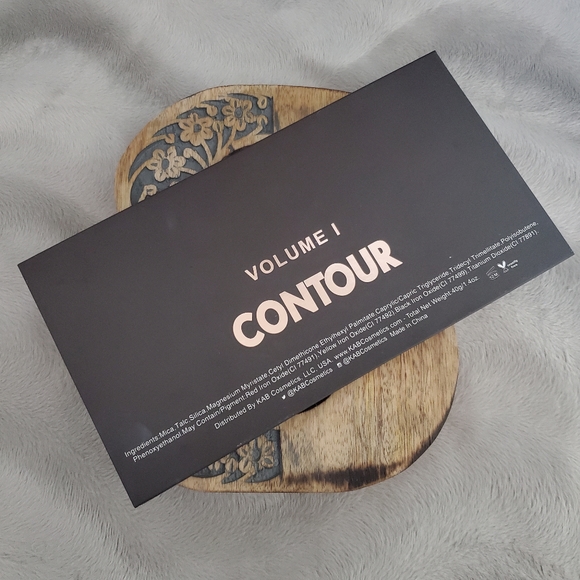 VOLUME I
CONTOUR
Ingredients:Mica,Talc,Silica,Magnesium Myristate,Cetyl Dimethicone,Ethylhexyl Palmitate,Caprylic/Capric Triglyceride,Tridecyl Trimellitate,Polyisobutene,
Phenoxyethanol.May Contain/Pigment:Red Iron Oxide(CI 77491),Yellow Iron Oxide(CI 77492),Black Iron Oxide(CI 77499),Titanium Dioxide(CI 77891).
Distributed By KAB Cosmetics, LLC. USA. www.KABCosmetics.com - Total Net Weight 40g/1.4oz.
@KABCosmetics @KABCosmetics Made In China